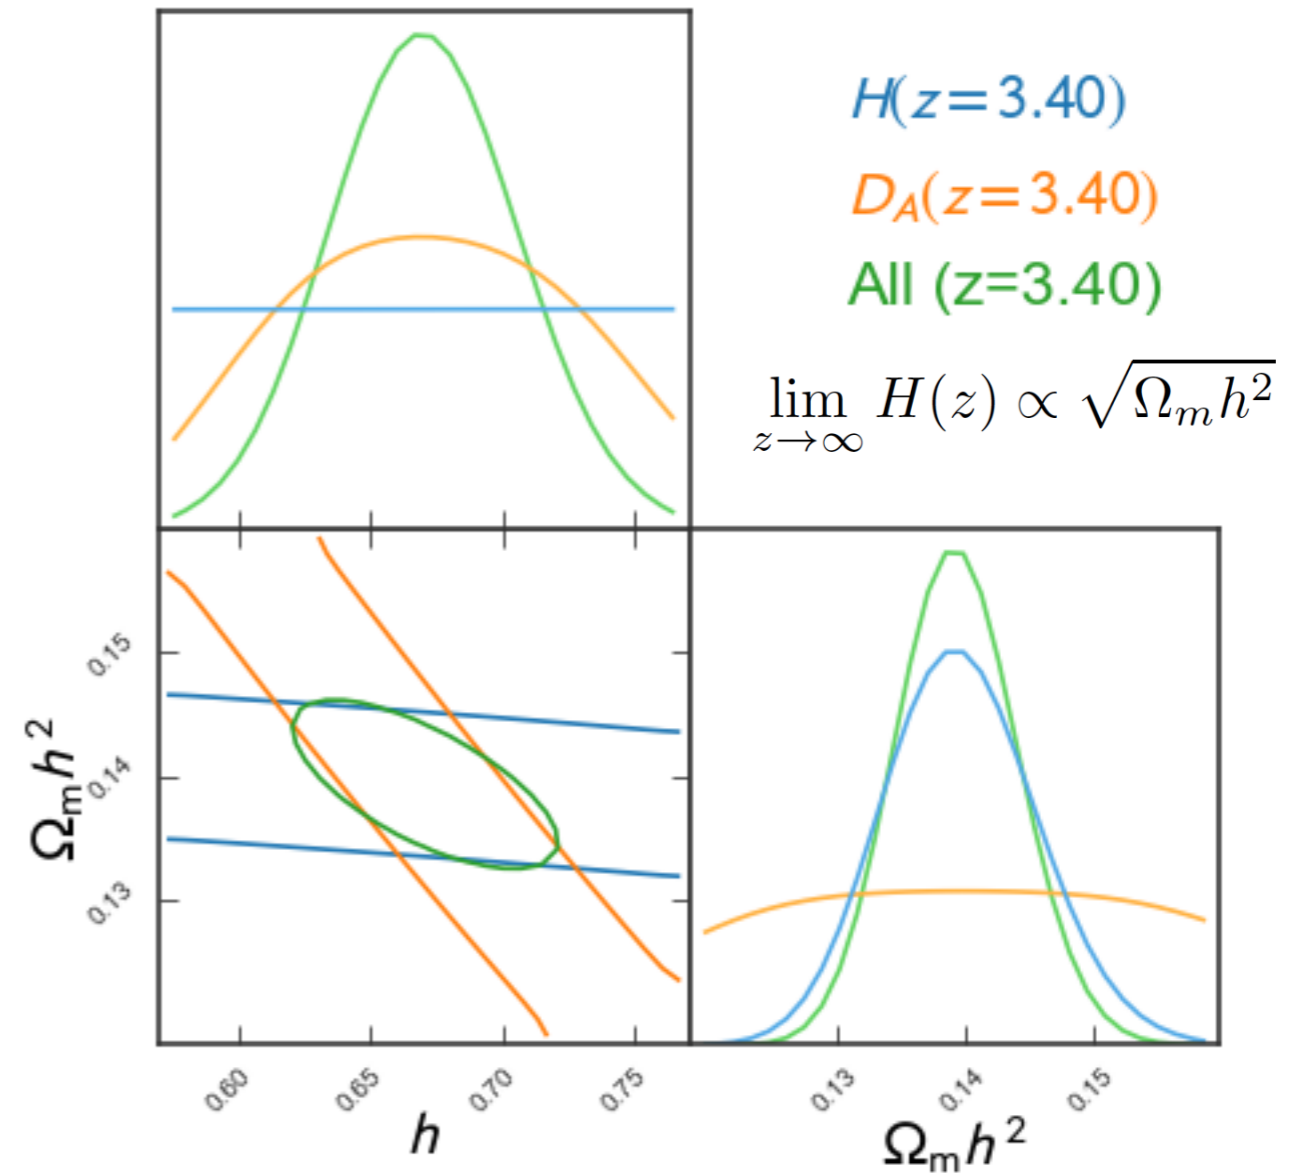 H(z=3.40)
D_A(z=3.40)
All (z=3.40)
lim H(z) ∝ √Ω_m h²
z→∞
Ω_m h²
0.15
0.14
0.13
0.60 0.65 0.70 0.75
h
0.13 0.14 0.15
Ω_m h²